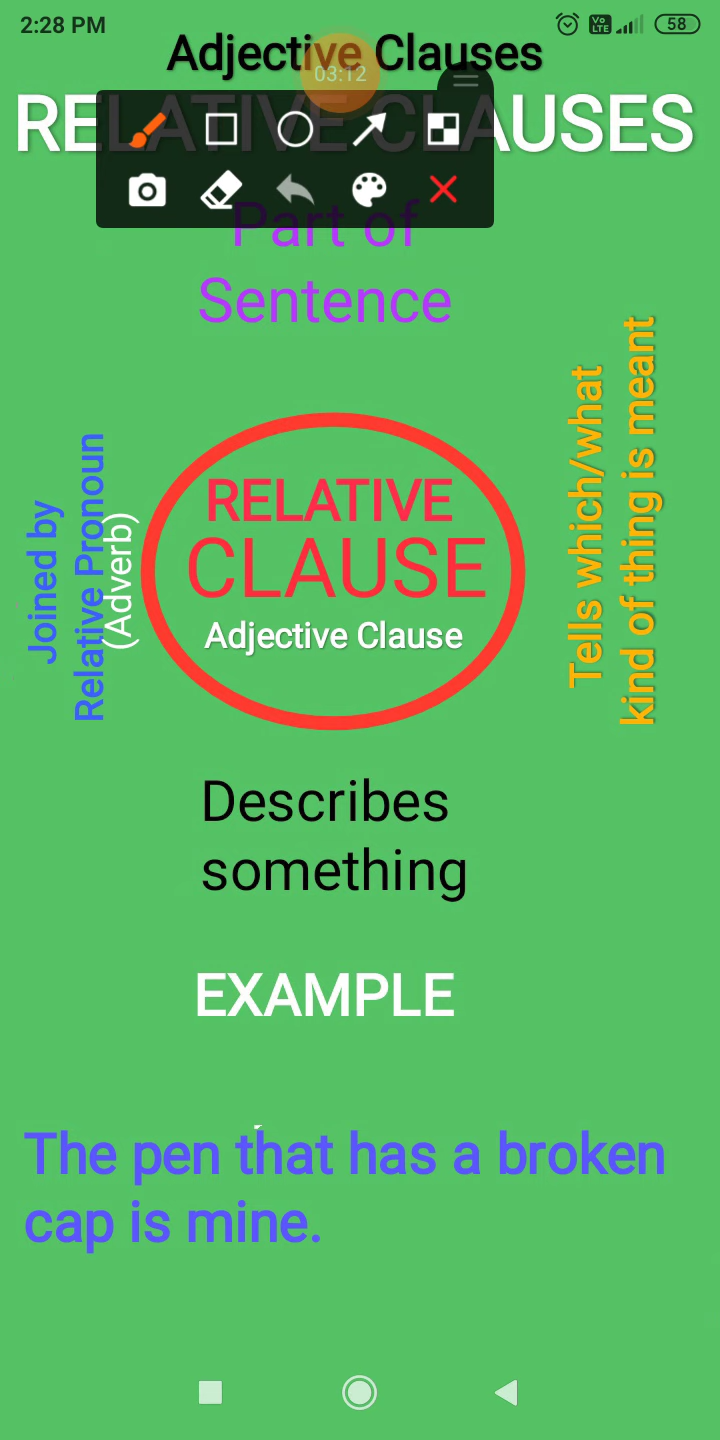 2:28 PM
Vo
LTE
58
Adjective Clauses
03:12
RELATIVE CLAUSES
Part of
Sentence
Joined by
Relative Pronoun
(Adverb)
RELATIVE
CLAUSE
Adjective Clause
Tells which/what
kind of thing is meant
Describes
something
EXAMPLE
The pen that has a broken
cap is mine.